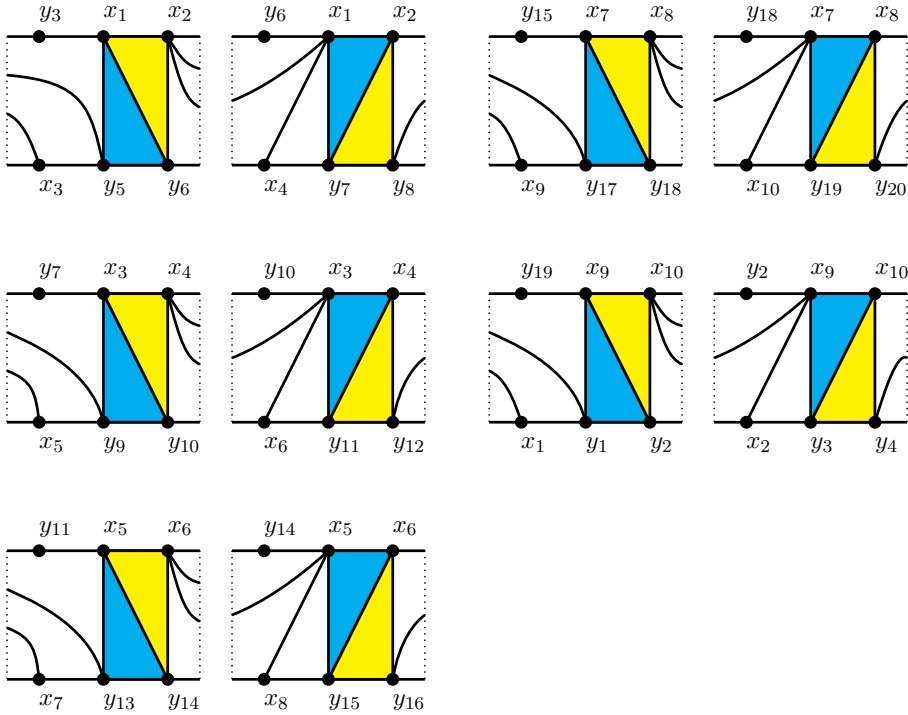 y₃ x₁ x₂ y₆ x₁ x₂ y₁₅ x₇ x₈ y₁₈ x₇ x₈
x₃ y₅ y₆ x₄ y₇ y₈ x₉ y₁₇ y₁₈ x₁₀ y₁₉ y₂₀
y₇ x₃ x₄ y₁₀ x₃ x₄ y₁₉ x₉ x₁₀ y₂ x₉ x₁₀
x₅ y₉ y₁₀ x₆ y₁₁ y₁₂ x₁ y₁ y₂ x₂ y₃ y₄
y₁₁ x₅ x₆ y₁₄ x₅ x₆
x₇ y₁₃ y₁₄ x₈ y₁₅ y₁₆